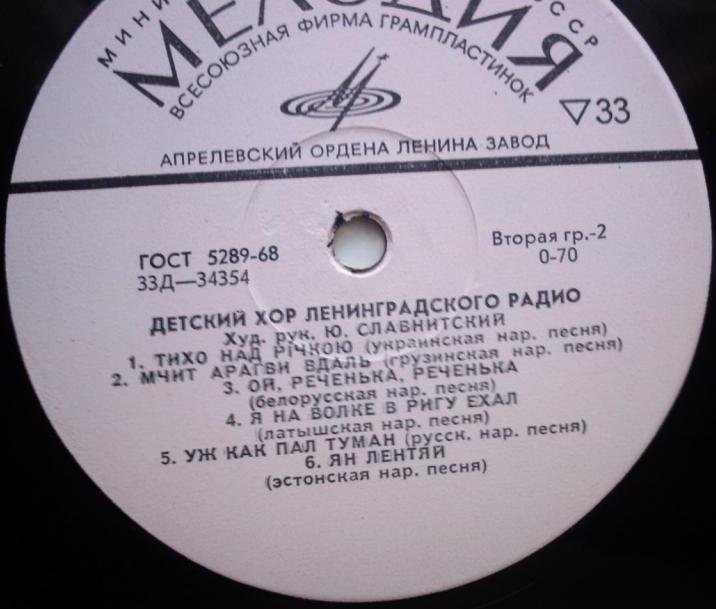 МИНИ СССР
МЕЛОДИЯ
ВСЕСОЮЗНАЯ ФИРМА ГРАМПЛАСТИНОК
▽33
АПРЕЛЕВСКИЙ ОРДЕНА ЛЕНИНА ЗАВОД
ГОСТ 5289-68
33Д—34354
Вторая гр.-2
0-70
ДЕТСКИЙ ХОР ЛЕНИНГРАДСКОГО РАДИО
Худ. рук. Ю. СЛАВНИТСКИЙ
1. ТИХО НАД РІЧКОЮ (украинская нар. песня)
2. МЧИТ АРАГВИ ВДАЛЬ (грузинская нар. песня)
3. ОЙ, РЕЧЕНЬКА, РЕЧЕНЬКА
(белорусская нар. песня)
4. Я НА ВОЛКЕ В РИГУ ЕХАЛ
(латышская нар. песня)
5. УЖ КАК ПАЛ ТУМАН (русск. нар. песня)
6. ЯН ЛЕНТЯЙ
(эстонская нар. песня)